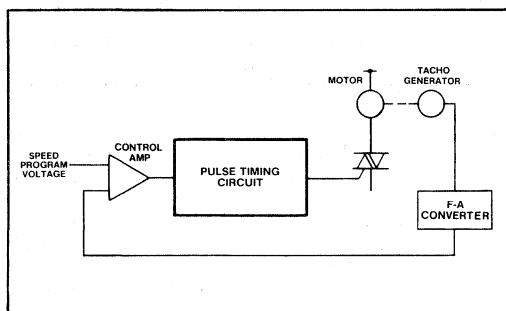 MOTOR
TACHO
GENERATOR
SPEED
PROGRAM
VOLTAGE
CONTROL
AMP
PULSE TIMING
CIRCUIT
F-A
CONVERTER